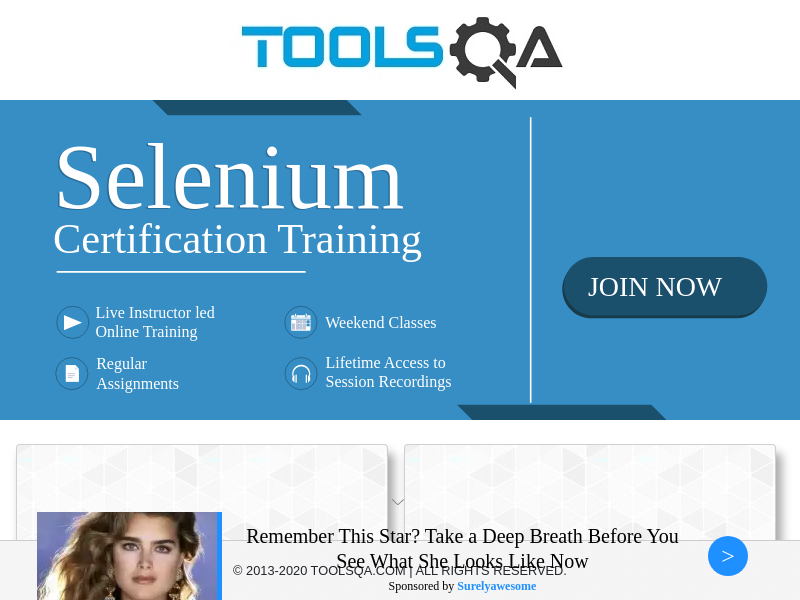 TOOLSQA
Selenium
Certification Training
Live Instructor led
Online Training
Weekend Classes
Regular
Assignments
Lifetime Access to
Session Recordings
JOIN NOW
Remember This Star? Take a Deep Breath Before You
See What She Looks Like Now
© 2013-2020 TOOLSQA.COM | ALL RIGHTS RESERVED.
Sponsored by Surelyawesome
>